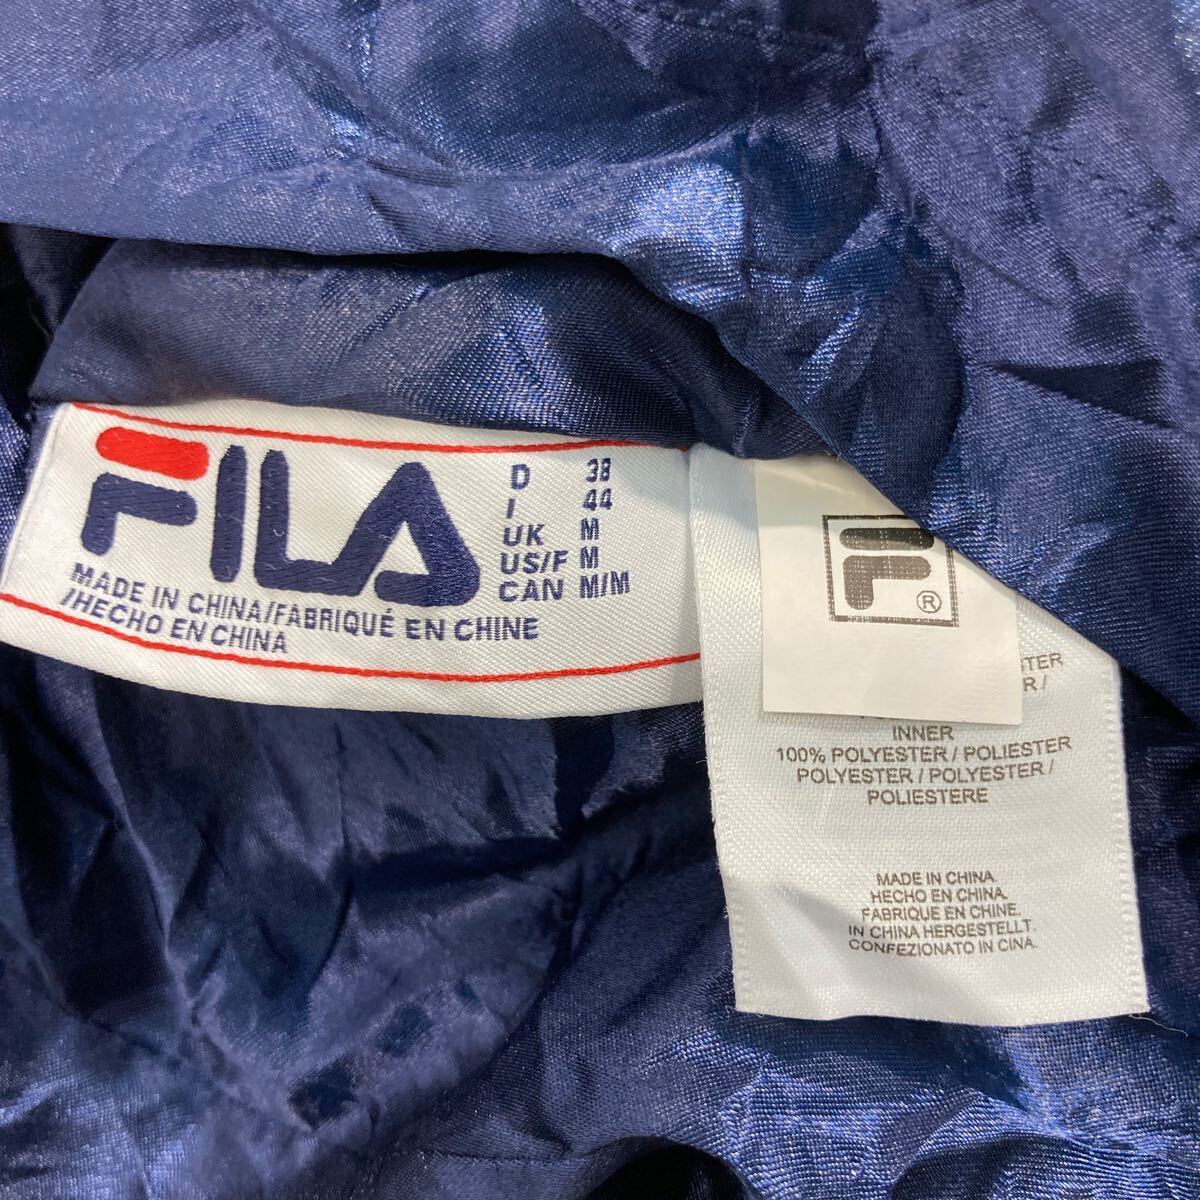 FILA
D 38
I 44
UK M
US/F M
CAN M/M
MADE IN CHINA/FABRIQUÉ EN CHINE
/HECHO EN CHINA
F ®
INNER
100% POLYESTER / POLIESTER
POLYESTER / POLYESTER /
POLIESTERE
MADE IN CHINA.
HECHO EN CHINA.
FABRIQUE EN CHINE.
IN CHINA HERGESTELLT.
CONFEZIONATO IN CINA.